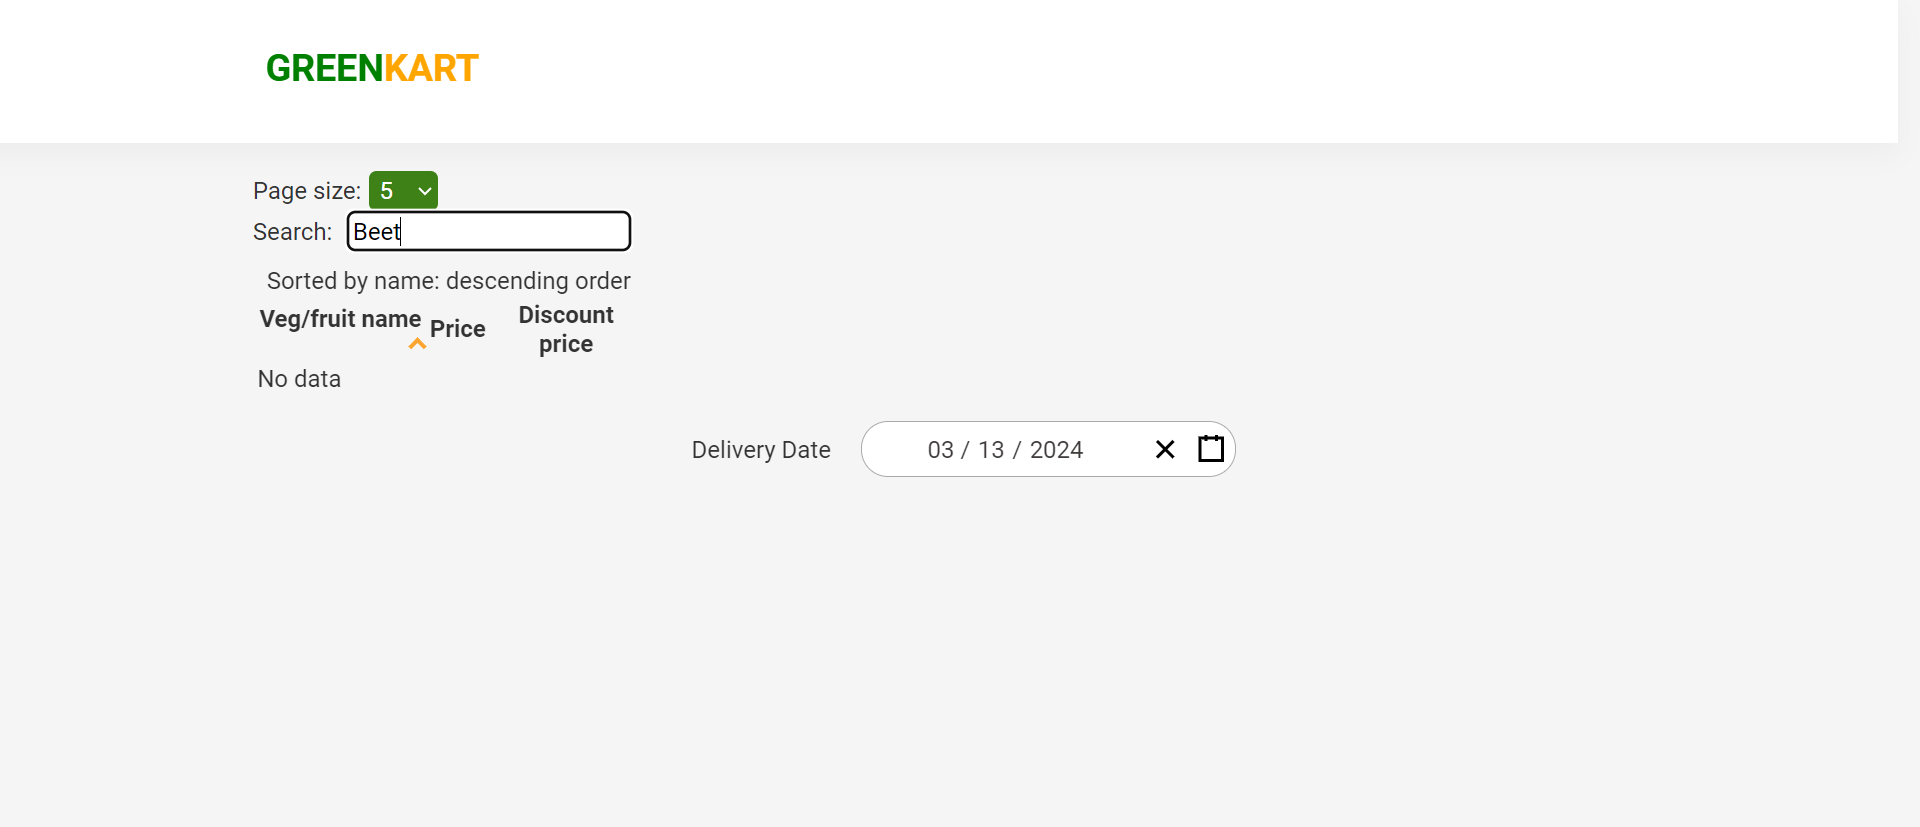 GREENKART
Page size: 5
Search: Beet
Sorted by name: descending order
Veg/fruit name Price Discount price
No data
Delivery Date 03 / 13 / 2024